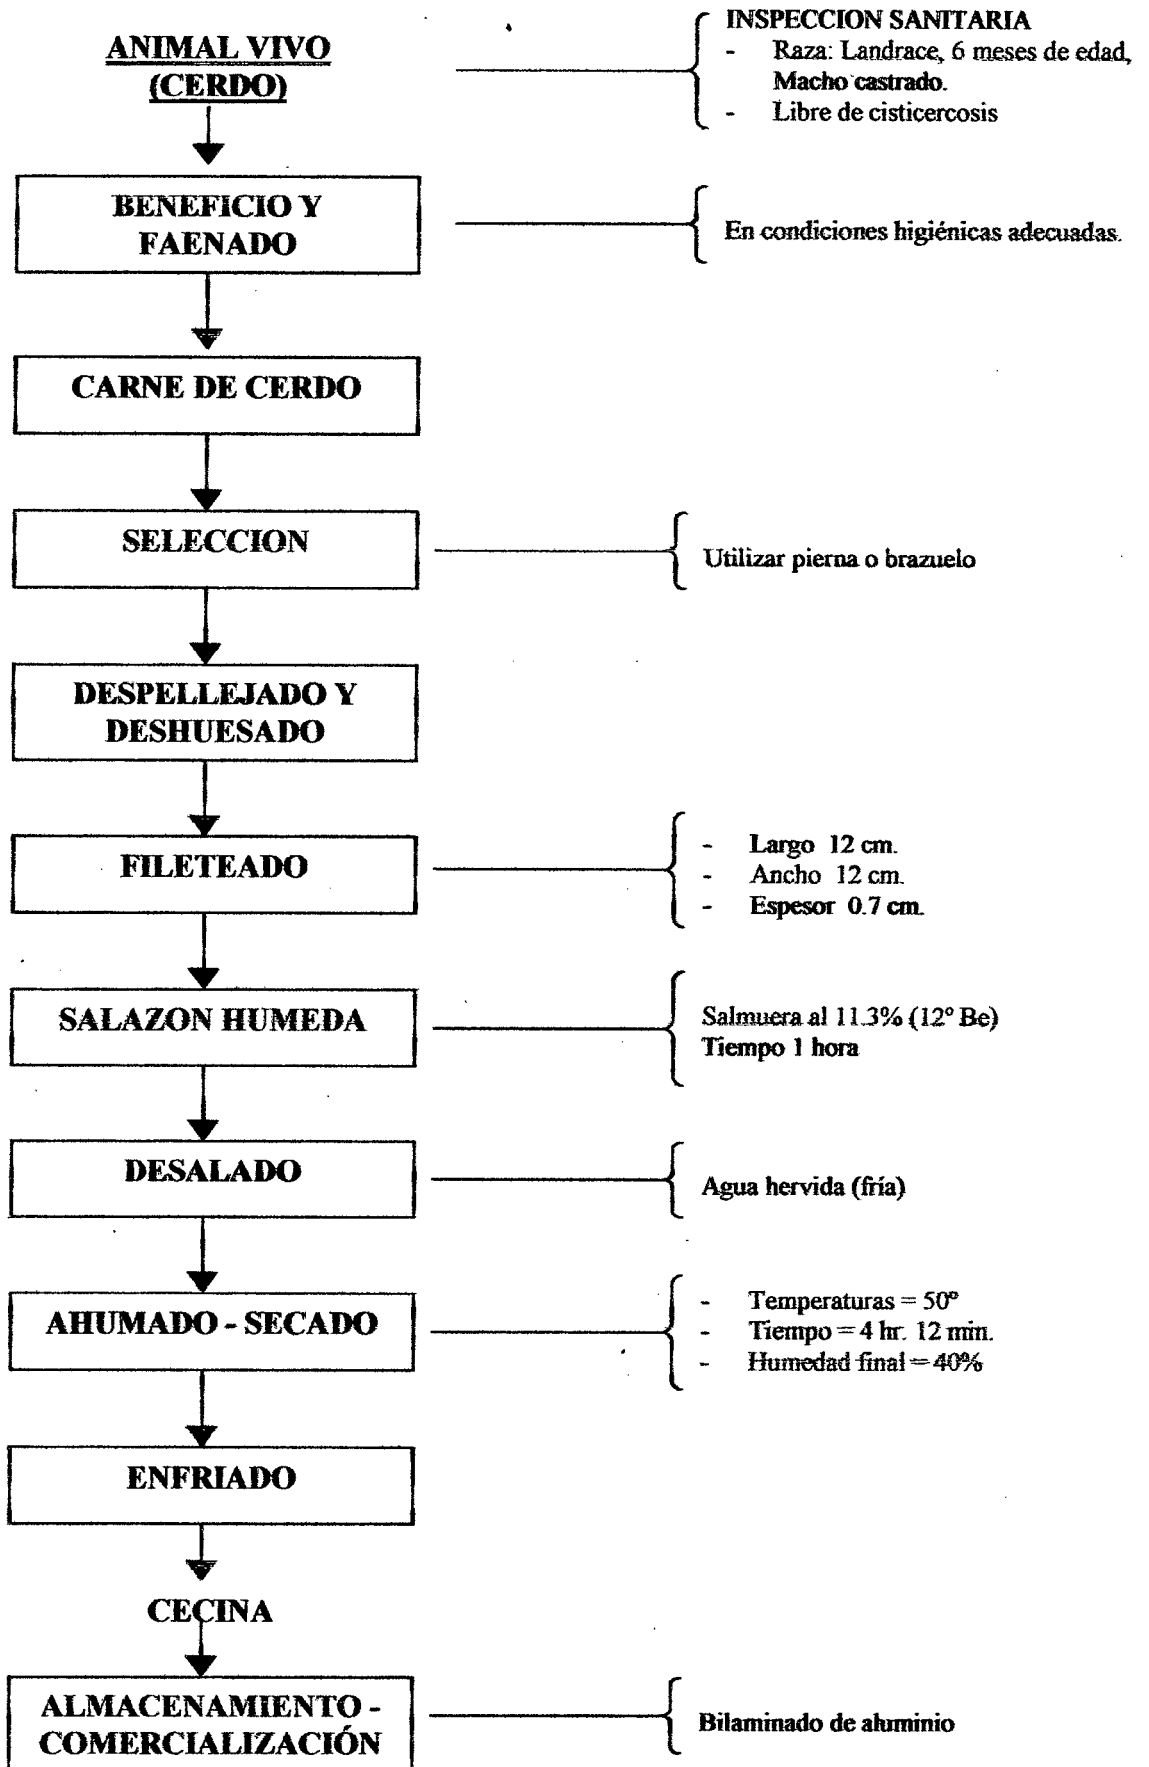 ANIMAL VIVO
(CERDO)
INSPECCION SANITARIA
- Raza: Landrace, 6 meses de edad,
Macho castrado.
- Libre de cisticercosis
BENEFICIO Y
FAENADO
En condiciones higiénicas adecuadas.
CARNE DE CERDO
SELECCION
Utilizar pierna o brazuelo
DESPELLEJADO Y
DESHUESADO
FILETEADO
- Largo 12 cm.
- Ancho 12 cm.
- Espesor 0.7 cm.
SALAZON HUMEDA
Salmuera al 11.3% (12º Be)
Tiempo 1 hora
DESALADO
Agua hervida (fría)
AHUMADO - SECADO
- Temperaturas = 50º
- Tiempo = 4 hr. 12 min.
- Humedad final = 40%
ENFRIADO
CECINA
ALMACENAMIENTO -
COMERCIALIZACIÓN
Bilaminado de aluminio